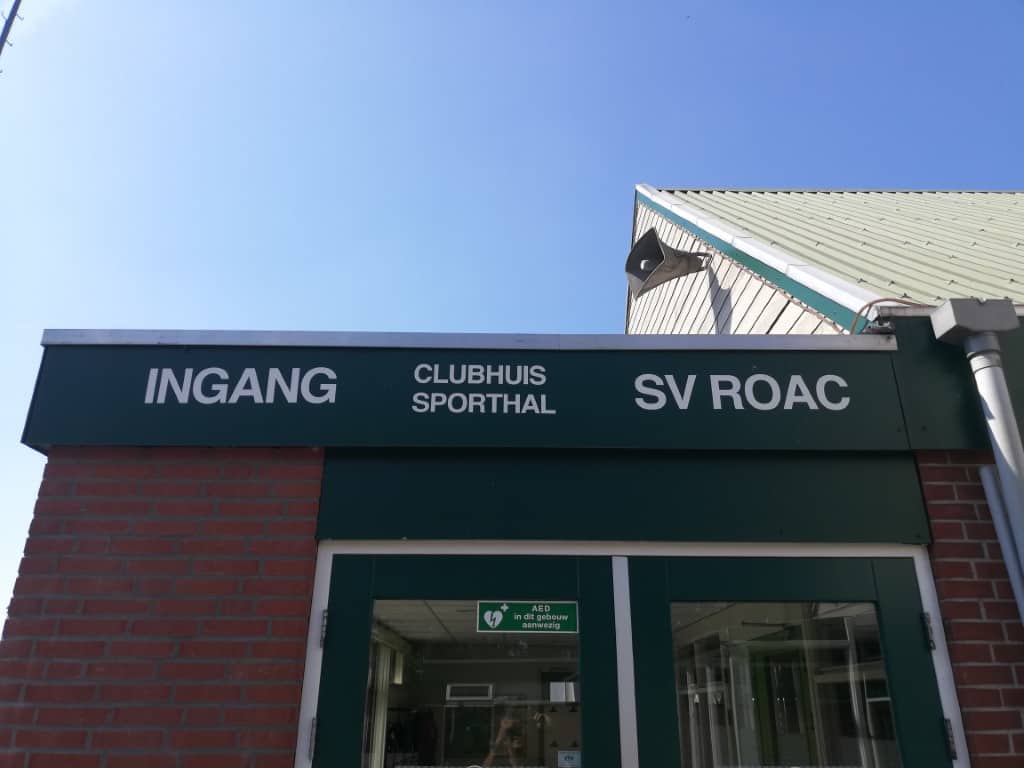 INGANG
CLUBHUIS
SPORTHAL
SV ROAC
AED
in dit gebouw
aanwezig